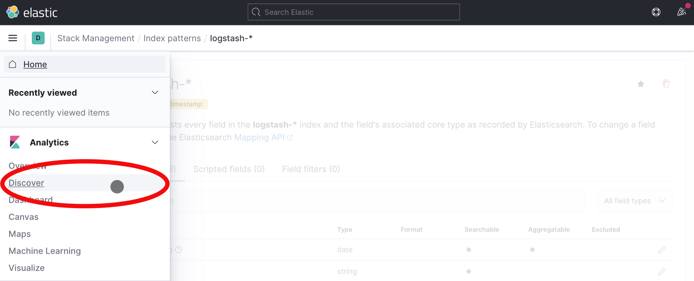 elastic
Search Elastic
D
Stack Management / Index patterns / logstash-*
Home
Recently viewed
No recently viewed items
Analytics
Overview
Discover
Dashboard
Canvas
Maps
Machine Learning
Visualize
h-*
timestamp
sts every field in the logstash-* index and the field's associated core type as recorded by Elasticsearch. To change a field
e Elasticsearch Mapping API
Scripted fields (0) Field filters (0)
All field types
Type Format Searchable Aggregatable Excluded
date
string